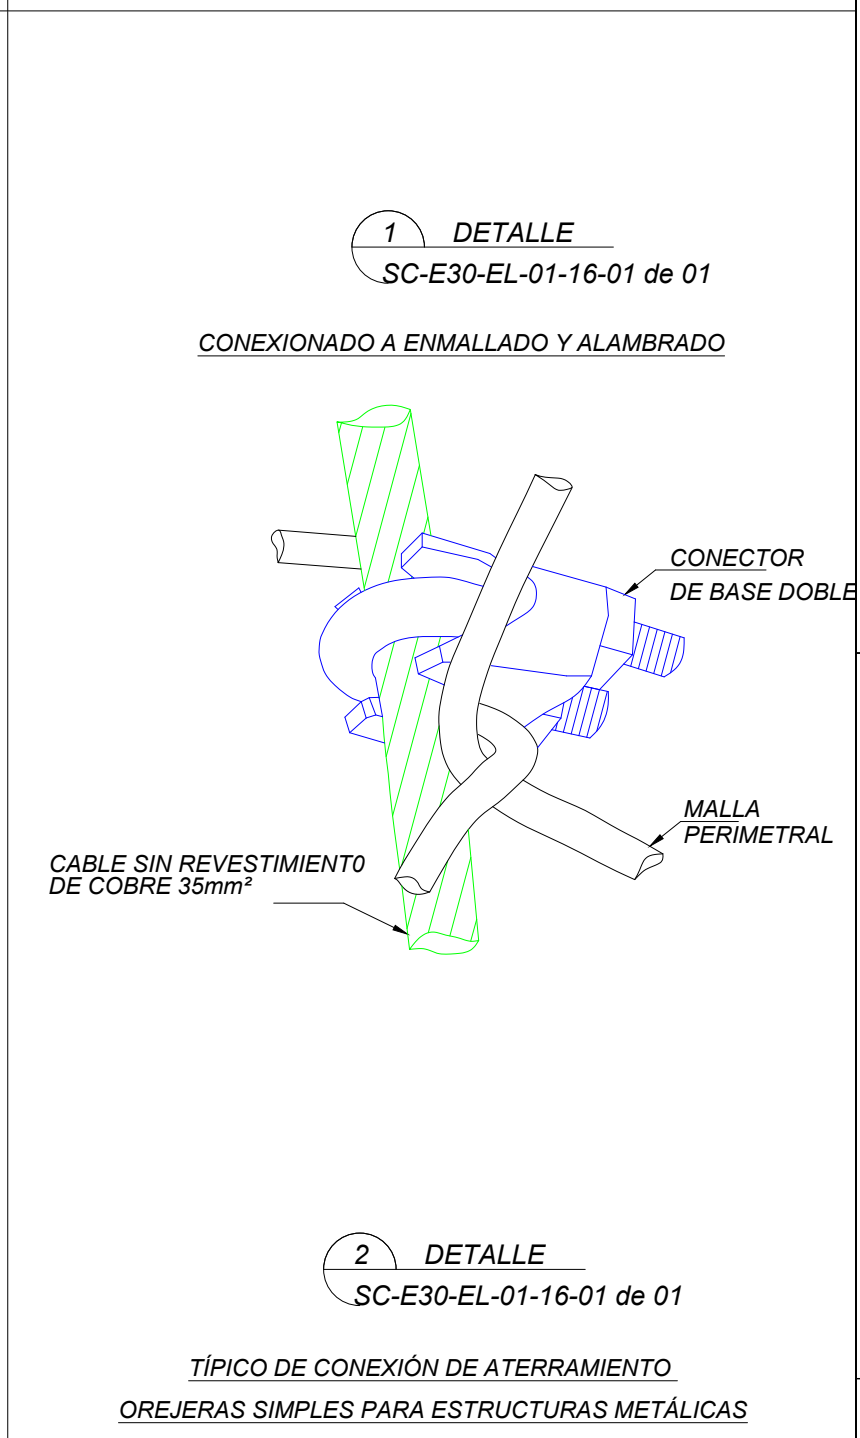 1 DETALLE
SC-E30-EL-01-16-01 de 01
CONEXIONADO A ENMALLADO Y ALAMBRADO
CONECTOR
DE BASE DOBLE
MALLA
PERIMETRAL
CABLE SIN REVESTIMIENT0
DE COBRE 35mm²
2 DETALLE
SC-E30-EL-01-16-01 de 01
TÍPICO DE CONEXIÓN DE ATERRAMIENTO
OREJERAS SIMPLES PARA ESTRUCTURAS METÁLICAS